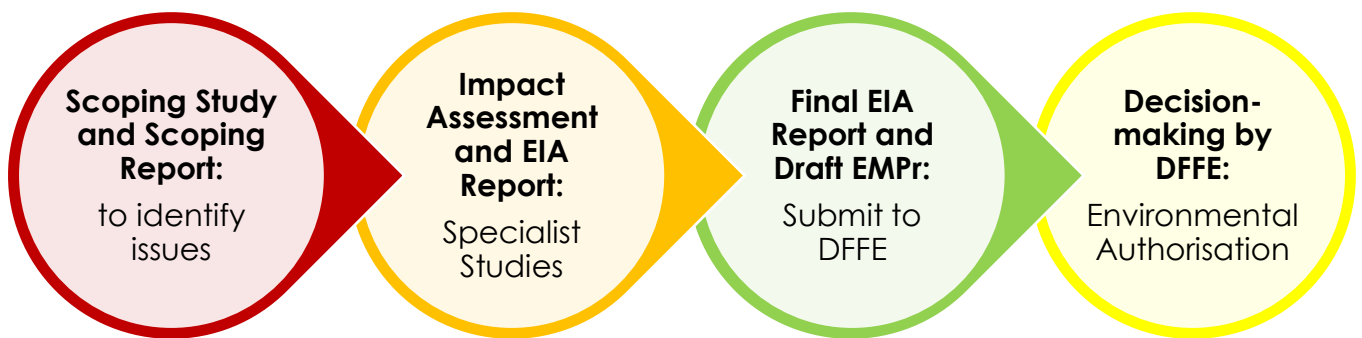 Scoping Study
and Scoping
Report:
to identify
issues
Impact
Assessment
and EIA
Report:
Specialist
Studies
Final EIA
Report and
Draft EMPr:
Submit to
DFFE
Decision-
making by
DFFE:
Environmental
Authorisation